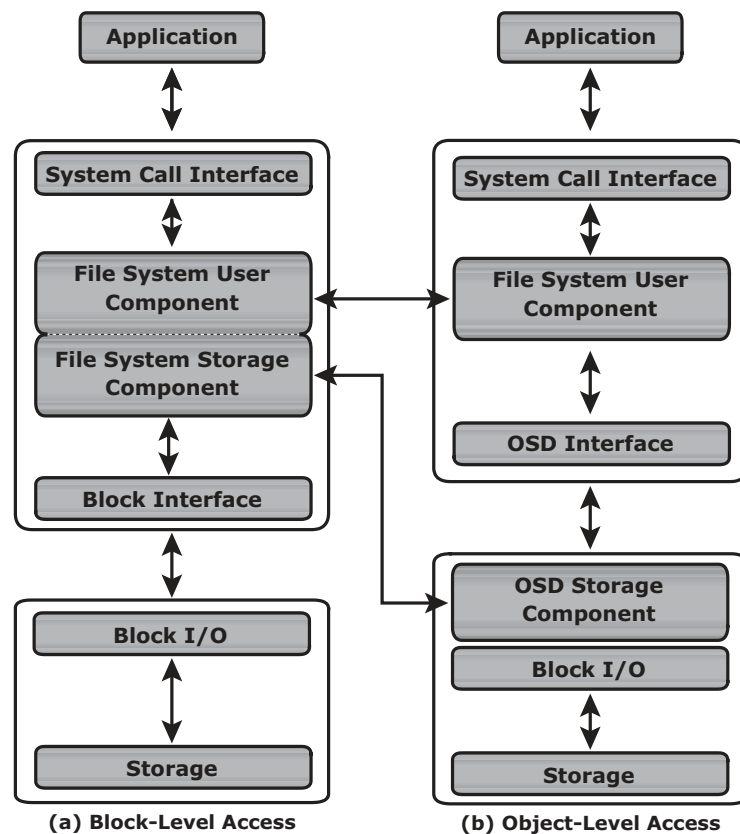 Application
System Call Interface
File System User
Component
File System Storage
Component
Block Interface
Block I/O
Storage
(a) Block-Level Access
Application
System Call Interface
File System User
Component
OSD Interface
OSD Storage
Component
Block I/O
Storage
(b) Object-Level Access